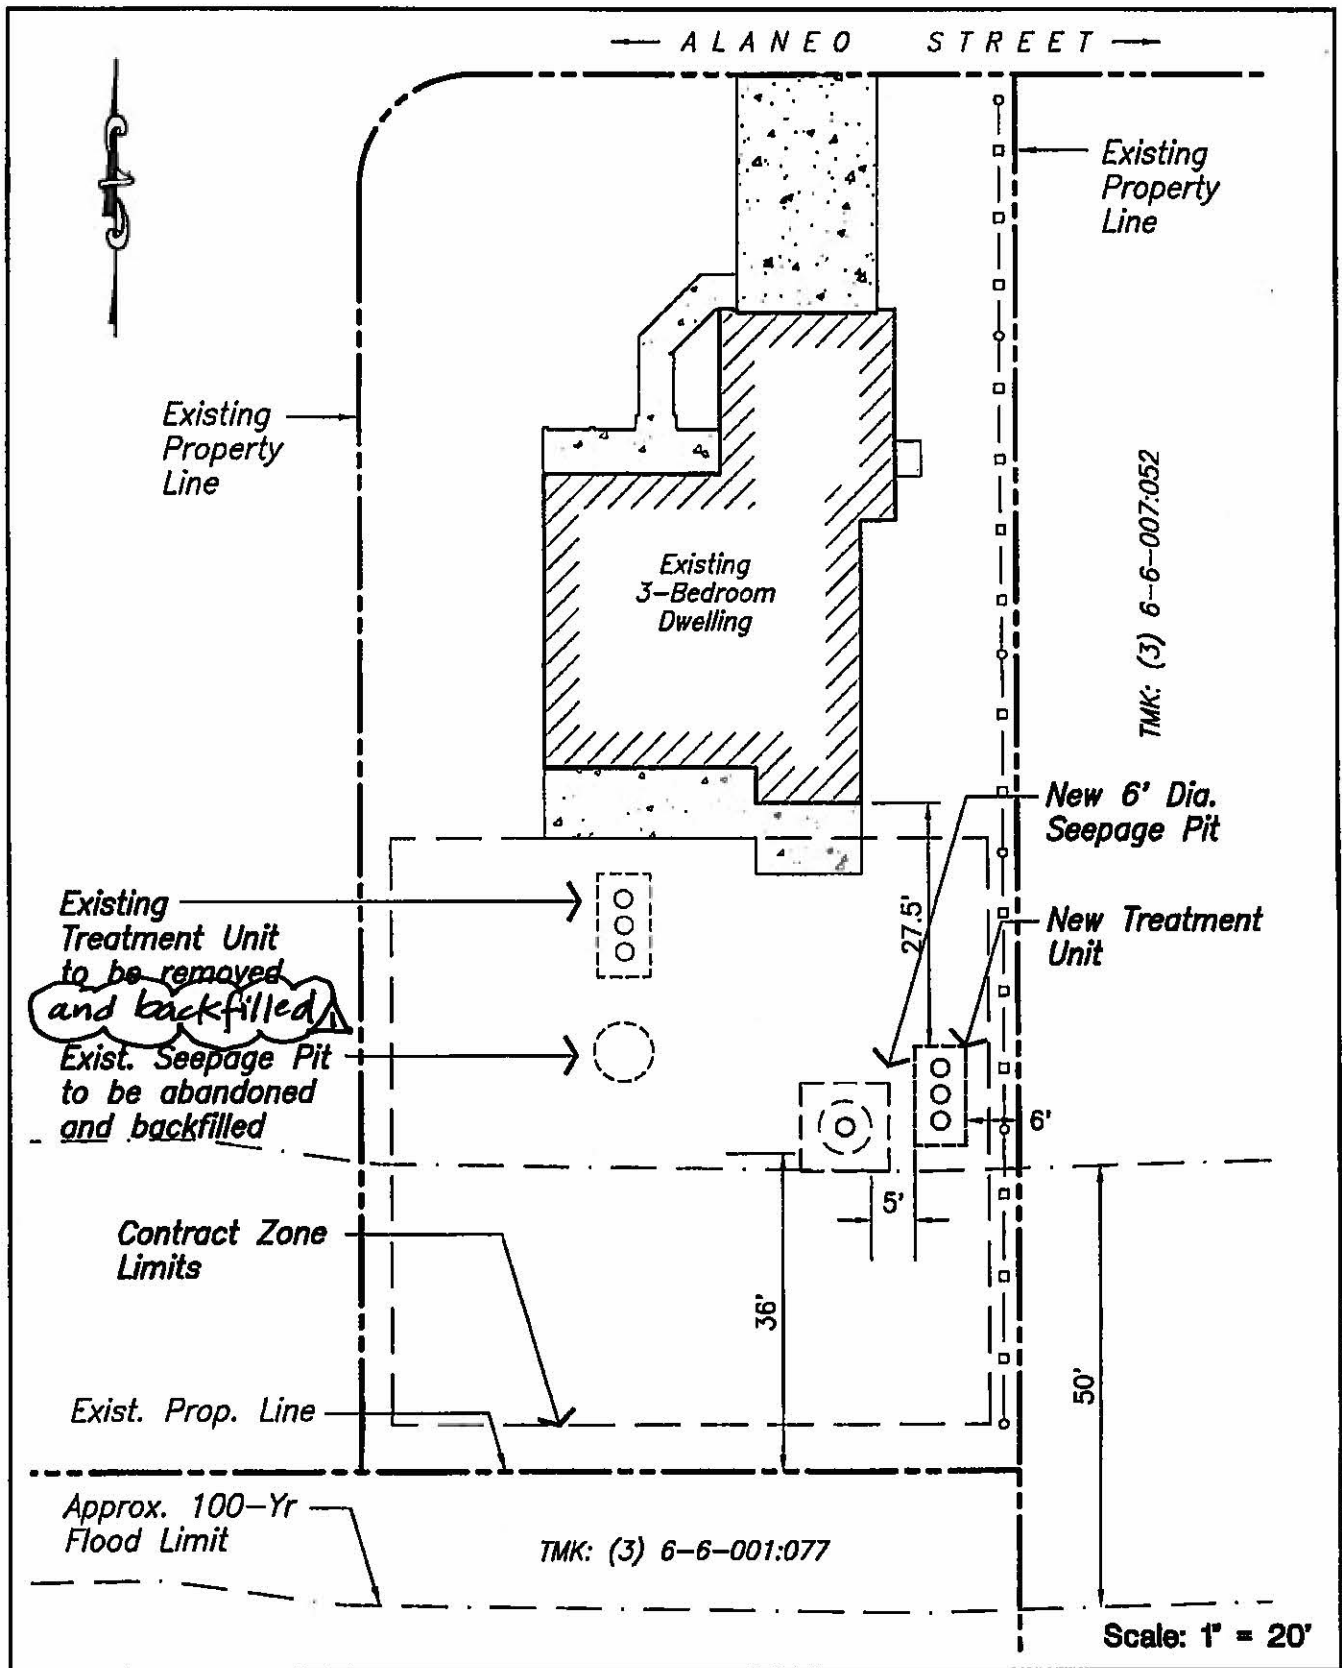 ALANEO STREET
Existing
Property
Line
Existing
Property
Line
TMK: (3) 6-6-007:052
Existing
3-Bedroom
Dwelling
New 6' Dia.
Seepage Pit
27.5'
New Treatment
Unit
Existing
Treatment Unit
to be removed
and backfilled
1
Exist. Seepage Pit
to be abandoned
and backfilled
6'
5'
Contract Zone
Limits
36'
50'
Exist. Prop. Line
Approx. 100-Yr
Flood Limit
TMK: (3) 6-6-001:077
Scale: 1" = 20'